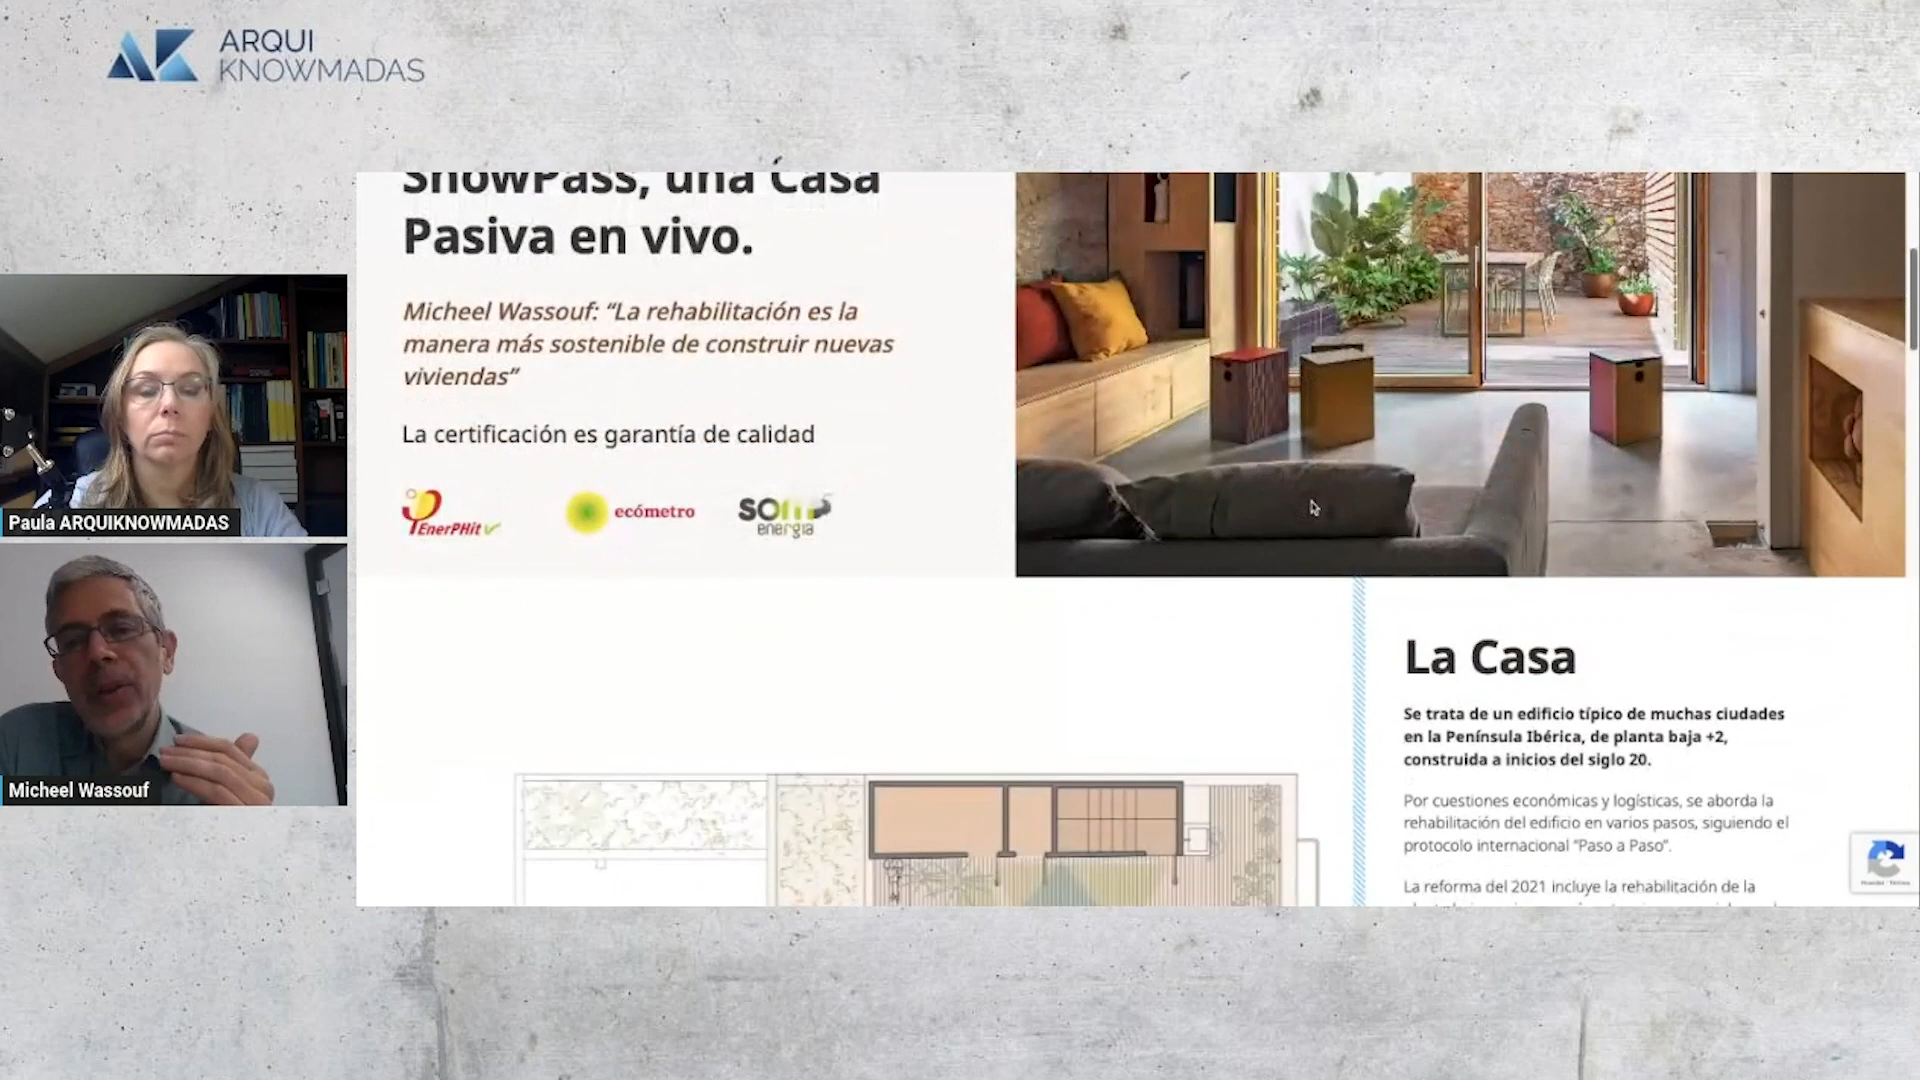 ARQUI
KNOWMADAS
ShowPass, una Casa
Pasiva en vivo.
Micheel Wassouf: “La rehabilitación es la
manera más sostenible de construir nuevas
viviendas”
La certificación es garantía de calidad
EnerPHit
ecómetro
som
energia
Paula ARQUIKNOWMADAS
Micheel Wassouf
La Casa
Se trata de un edificio típico de muchas ciudades
en la Península Ibérica, de planta baja +2,
construida a inicios del siglo 20.
Por cuestiones económicas y logísticas, se aborda la
rehabilitación del edificio en varios pasos, siguiendo el
protocolo internacional “Paso a Paso”.
La reforma del 2021 incluye la rehabilitación de la